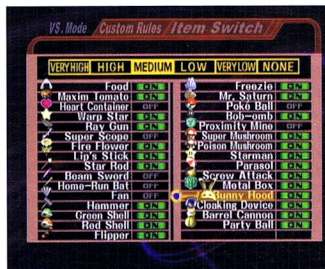 VS. Mode Custom Rules Item Switch
VERY HIGH HIGH MEDIUM LOW VERY LOW NONE
Food ON
Maxim Tomato ON
Heart Container OFF
Warp Star ON
Ray Gun ON
Super Scope OFF
Fire Flower ON
Lip's Stick ON
Star Rod ON
Beam Sword OFF
Home-Run Bat OFF
Fan OFF
Hammer ON
Green Shell ON
Red Shell ON
Flipper ON
Freezie ON
Mr. Saturn ON
Poké Ball OFF
Bob-omb ON
Proximity Mine OFF
Super Mushroom ON
Poison Mushroom ON
Starman ON
Parasol ON
Screw Attack ON
Metal Box ON
Bunny Hood ON
Cloaking Device ON
Barrel Cannon ON
Party Ball ON